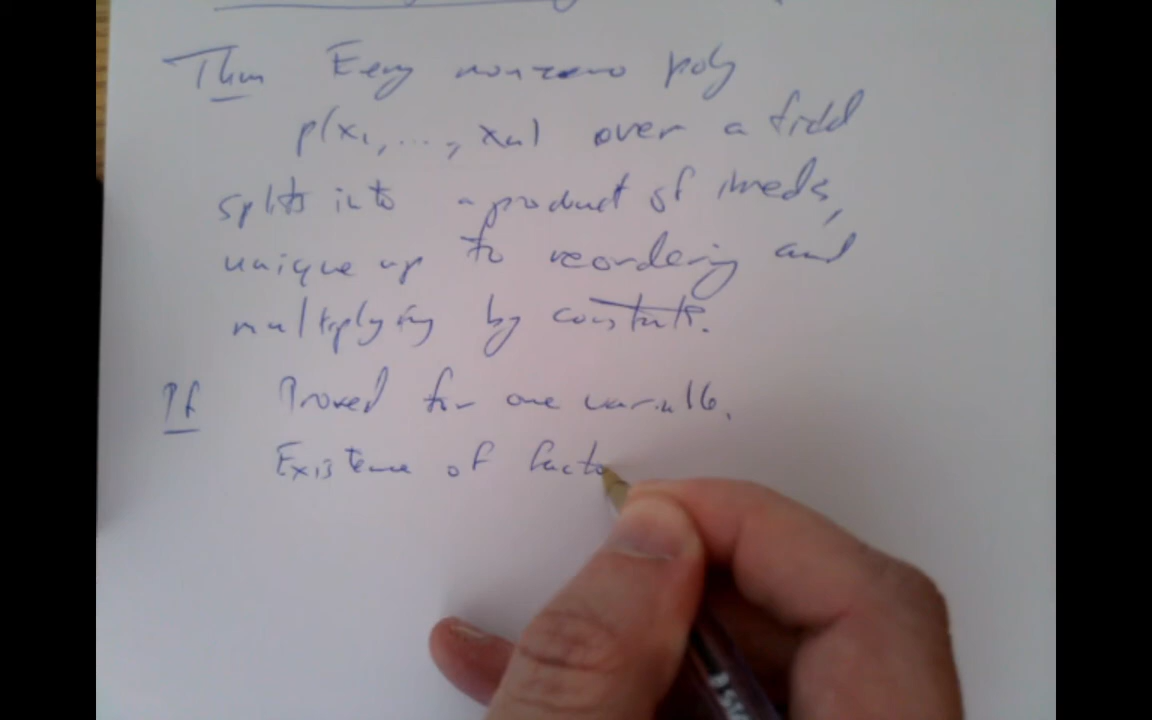 Thm Every nonzero poly
p(x1, ..., xn) over a field
splits into a product of irreds,
unique up to reordering and
multiplying by constants.
Pf Proved for one variable.
Existence of facto